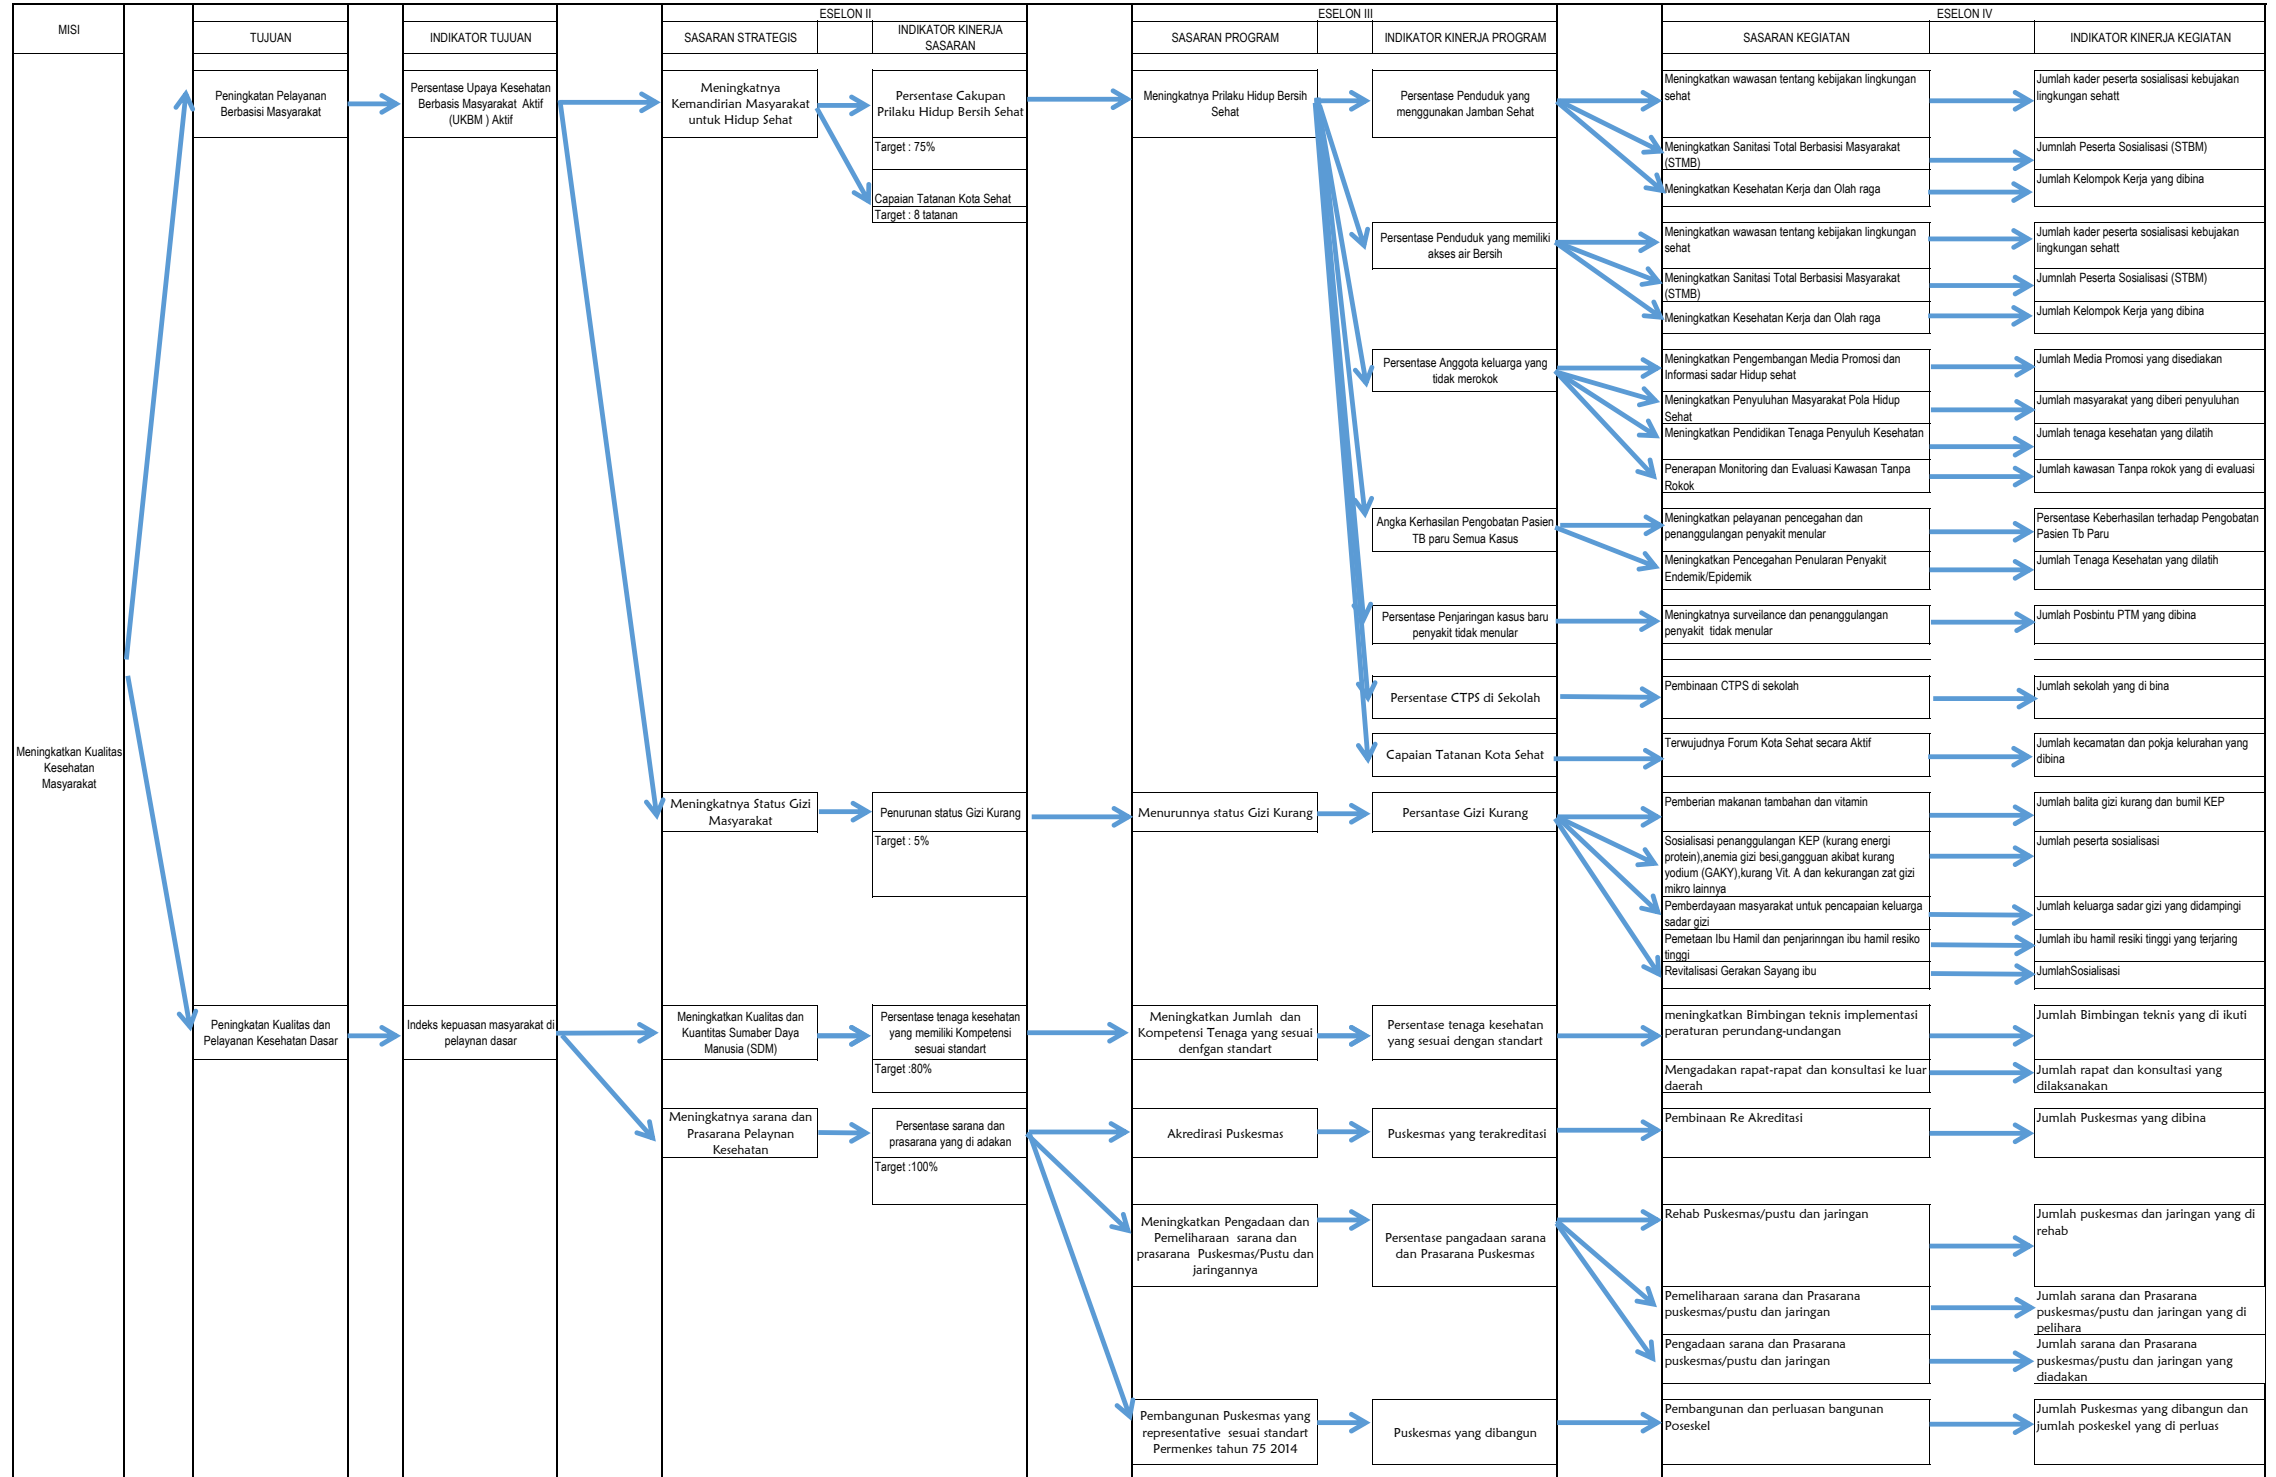 ESELON II
ESELON III
ESELON IV
MISI
TUJUAN
INDIKATOR TUJUAN
SASARAN STRATEGIS
INDIKATOR KINERJA
SASARAN
SASARAN PROGRAM
INDIKATOR KINERJA PROGRAM
SASARAN KEGIATAN
INDIKATOR KINERJA KEGIATAN
Meningkatkan Kualitas
Kesehatan
Masyarakat
Peningkatan Pelayanan
Berbasisi Masyarakat
Persentase Upaya Kesehatan
Berbasis Masyarakat Aktif
(UKBM ) Aktif
Meningkatnya
Kemandirian Masyarakat
untuk Hidup Sehat
Persentase Cakupan
Prilaku Hidup Bersih Sehat
Target : 75%
Capaian Tatanan Kota Sehat
Target : 8 tatanan
Meningkatnya Prilaku Hidup Bersih
Sehat
Persentase Penduduk yang
menggunakan Jamban Sehat
Meningkatkan wawasan tentang kebijakan lingkungan
sehat
Jumlah kader peserta sosialisasi kebujakan
lingkungan sehatt
Meningkatkan Sanitasi Total Berbasisi Masyarakat
(STMB)
Jumnlah Peserta Sosialisasi (STBM)
Meningkatkan Kesehatan Kerja dan Olah raga
Jumlah Kelompok Kerja yang dibina
Persentase Penduduk yang memiliki
akses air Bersih
Meningkatkan wawasan tentang kebijakan lingkungan
sehat
Jumlah kader peserta sosialisasi kebujakan
lingkungan sehatt
Meningkatkan Sanitasi Total Berbasisi Masyarakat
(STMB)
Jumnlah Peserta Sosialisasi (STBM)
Meningkatkan Kesehatan Kerja dan Olah raga
Jumlah Kelompok Kerja yang dibina
Persentase Anggota keluarga yang
tidak merokok
Meningkatkan Pengembangan Media Promosi dan
Informasi sadar Hidup sehat
Jumlah Media Promosi yang disediakan
Meningkatkan Penyuluhan Masyarakat Pola Hidup
Sehat
Jumlah masyarakat yang diberi penyuluhan
Meningkatkan Pendidikan Tenaga Penyuluh Kesehatan
Jumlah tenaga kesehatan yang dilatih
Penerapan Monitoring dan Evaluasi Kawasan Tanpa
Rokok
Jumlah kawasan Tanpa rokok yang di evaluasi
Angka Kerhasilan Pengobatan Pasien
TB paru Semua Kasus
Meningkatkan pelayanan pencegahan dan
penanggulangan penyakit menular
Persentase Keberhasilan terhadap Pengobatan
Pasien Tb Paru
Meningkatkan Pencegahan Penularan Penyakit
Endemik/Epidemik
Jumlah Tenaga Kesehatan yang dilatih
Persentase Penjaringan kasus baru
penyakit tidak menular
Meningkatnya surveilance dan penanggulangan
penyakit tidak menular
Jumlah Posbintu PTM yang dibina
Persentase CTPS di Sekolah
Pembinaan CTPS di sekolah
Jumlah sekolah yang di bina
Capaian Tatanan Kota Sehat
Terwujudnya Forum Kota Sehat secara Aktif
Jumlah kecamatan dan pokja kelurahan yang
dibina
Meningkatnya Status Gizi
Masyarakat
Penurunan status Gizi Kurang
Target : 5%
Menurunnya status Gizi Kurang
Persantase Gizi Kurang
Pemberian makanan tambahan dan vitamin
Jumlah balita gizi kurang dan bumil KEP
Sosialisasi penanggulangan KEP (kurang energi
protein),anemia gizi besi,gangguan akibat kurang
yodium (GAKY),kurang Vit. A dan kekurangan zat gizi
mikro lainnya
Jumlah peserta sosialisasi
Pemberdayaan masyarakat untuk pencapaian keluarga
sadar gizi
Jumlah keluarga sadar gizi yang didampingi
Pemetaan Ibu Hamil dan penjarinngan ibu hamil resiko
tinggi
Jumlah ibu hamil resiki tinggi yang terjaring
Revitalisasi Gerakan Sayang ibu
JumlahSosialisasi
Peningkatan Kualitas dan
Pelayanan Kesehatan Dasar
Indeks kepuasan masyarakat di
pelaynan dasar
Meningkatkan Kualitas dan
Kuantitas Sumaber Daya
Manusia (SDM)
Persentase tenaga kesehatan
yang memiliki Kompetensi
sesuai standart
Target :80%
Meningkatkan Jumlah dan
Kompetensi Tenaga yang sesuai
denfgan standart
Persentase tenaga kesehatan
yang sesuai dengan standart
meningkatkan Bimbingan teknis implementasi
peraturan perundang-undangan
Jumlah Bimbingan teknis yang di ikuti
Mengadakan rapat-rapat dan konsultasi ke luar
daerah
Jumlah rapat dan konsultasi yang
dilaksanakan
Meningkatnya sarana dan
Prasarana Pelaynan
Kesehatan
Persentase sarana dan
prasarana yang di adakan
Target :100%
Akredirasi Puskesmas
Puskesmas yang terakreditasi
Pembinaan Re Akreditasi
Jumlah Puskesmas yang dibina
Meningkatkan Pengadaan dan
Pemeliharaan sarana dan
prasarana Puskesmas/Pustu dan
jaringannya
Persentase pangadaan sarana
dan Prasarana Puskesmas
Rehab Puskesmas/pustu dan jaringan
Jumlah puskesmas dan jaringan yang di
rehab
Pemeliharaan sarana dan Prasarana
puskesmas/pustu dan jaringan
Jumlah sarana dan Prasarana
puskesmas/pustu dan jaringan yang di
pelihara
Pengadaan sarana dan Prasarana
puskesmas/pustu dan jaringan
Jumlah sarana dan Prasarana
puskesmas/pustu dan jaringan yang
diadakan
Pembangunan Puskesmas yang
representative sesuai standart
Permenkes tahun 75 2014
Puskesmas yang dibangun
Pembangunan dan perluasan bangunan
Poseskel
Jumlah Puskesmas yang dibangun dan
jumlah poskeskel yang di perluas